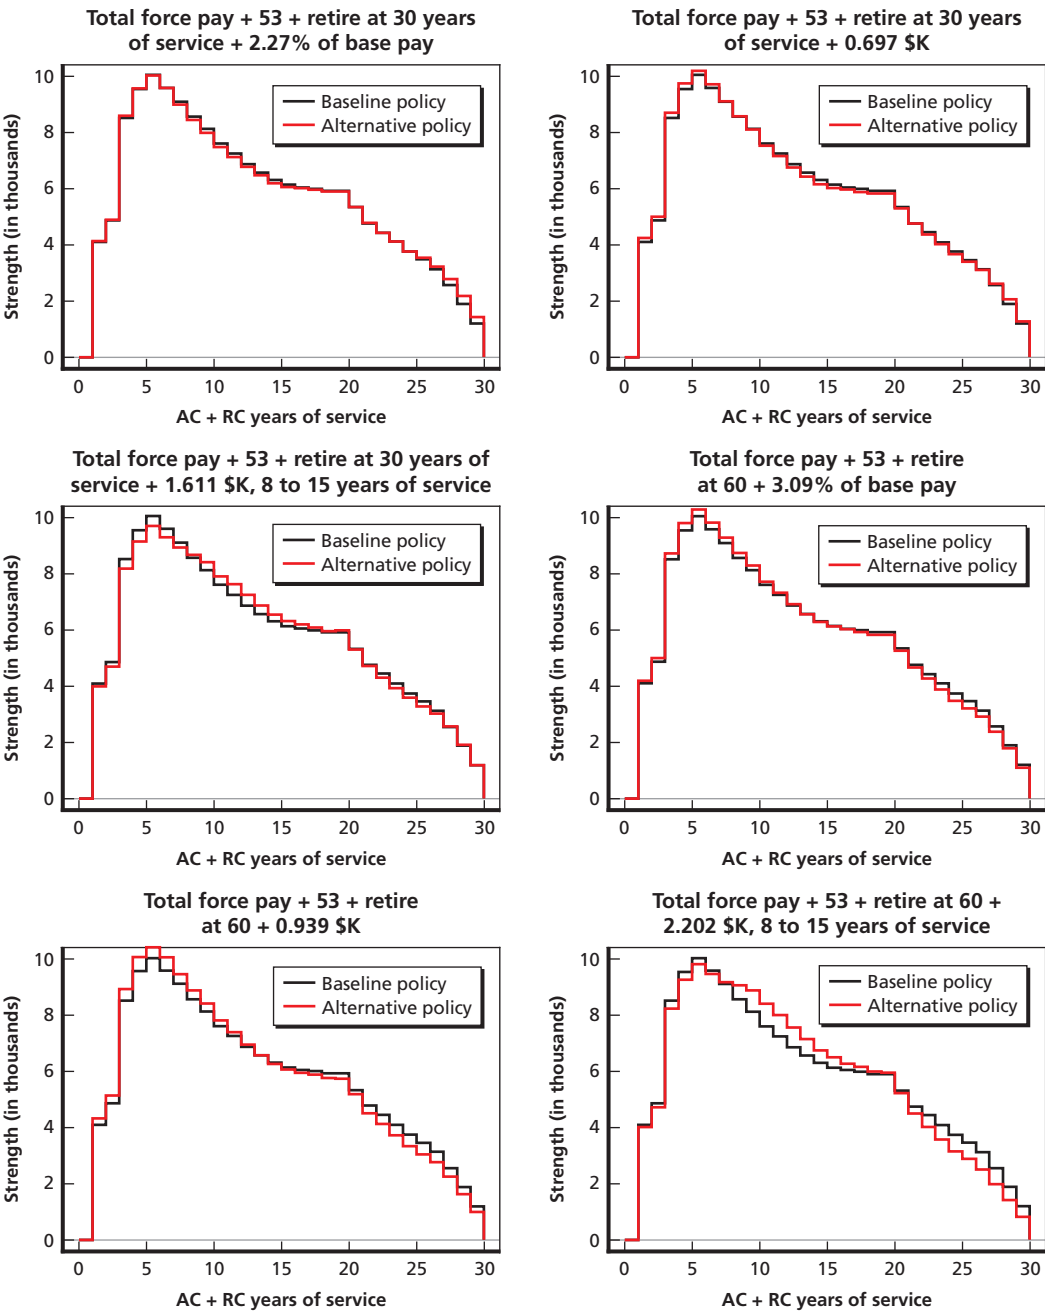 Total force pay + 53 + retire at 30 years
of service + 2.27% of base pay
Strength (in thousands)
10
8
6
4
2
0
Baseline policy
Alternative policy
0 5 10 15 20 25 30
AC + RC years of service
Total force pay + 53 + retire at 30 years
of service + 0.697 $K
Strength (in thousands)
10
8
6
4
2
0
Baseline policy
Alternative policy
0 5 10 15 20 25 30
AC + RC years of service
Total force pay + 53 + retire at 30 years of
service + 1.611 $K, 8 to 15 years of service
Strength (in thousands)
10
8
6
4
2
0
Baseline policy
Alternative policy
0 5 10 15 20 25 30
AC + RC years of service
Total force pay + 53 + retire
at 60 + 3.09% of base pay
Strength (in thousands)
10
8
6
4
2
0
Baseline policy
Alternative policy
0 5 10 15 20 25 30
AC + RC years of service
Total force pay + 53 + retire
at 60 + 0.939 $K
Strength (in thousands)
10
8
6
4
2
0
Baseline policy
Alternative policy
0 5 10 15 20 25 30
AC + RC years of service
Total force pay + 53 + retire at 60 +
2.202 $K, 8 to 15 years of service
Strength (in thousands)
10
8
6
4
2
0
Baseline policy
Alternative policy
0 5 10 15 20 25 30
AC + RC years of service